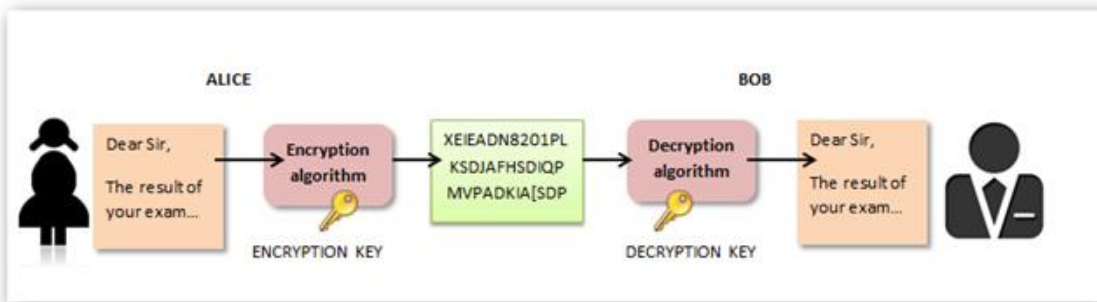 ALICE
BOB
Dear Sir,
The result of
your exam...
Encryption
algorithm
ENCRYPTION KEY
XEIEADN8201PL
KSDJAFHSDIQP
MVPADKIA[SDP
Decryption
algorithm
DECRYPTION KEY
Dear Sir,
The result of
your exam...